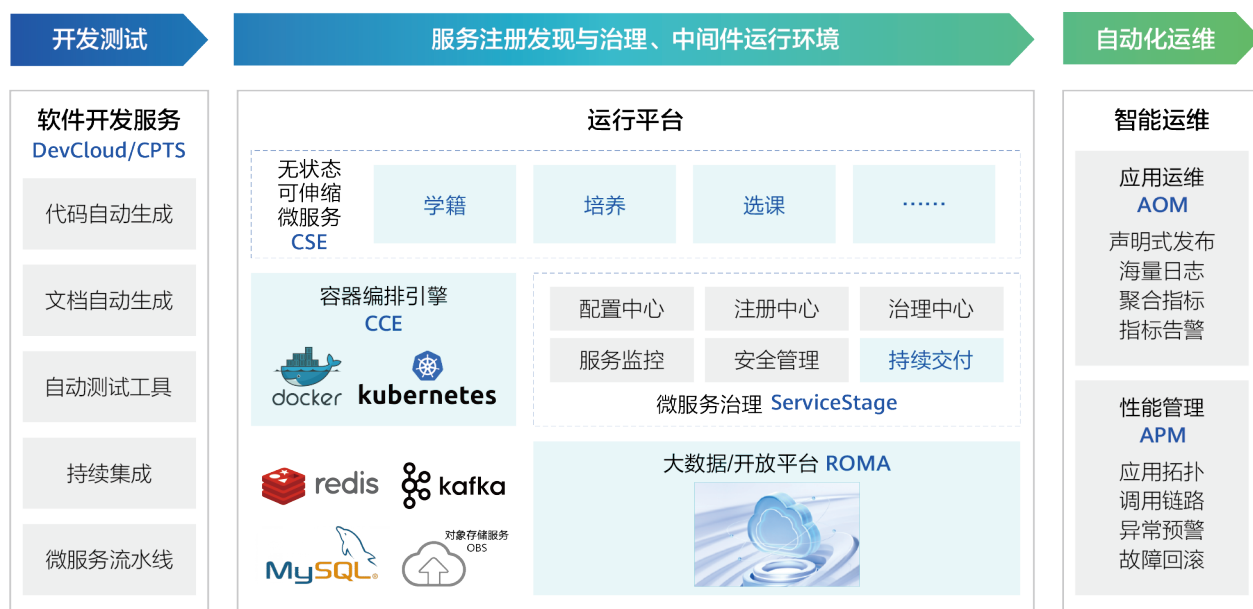 开发测试
服务注册发现与治理、中间件运行环境
自动化运维
软件开发服务
DevCloud/CPTS
代码自动生成
文档自动生成
自动测试工具
持续集成
微服务流水线
运行平台
无状态
可伸缩
微服务
CSE
学籍
培养
选课
……
容器编排引擎
CCE
docker
kubernetes
配置中心
注册中心
治理中心
服务监控
安全管理
持续交付
微服务治理 ServiceStage
redis
kafka
MySQL®
对象存储服务
OBS
大数据/开放平台 ROMA
智能运维
应用运维
AOM
声明式发布
海量日志
聚合指标
指标告警
性能管理
APM
应用拓扑
调用链路
异常预警
故障回滚